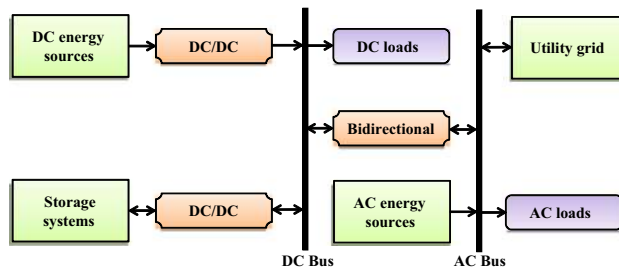 DC energy
sources
DC/DC
DC loads
Utility grid
Bidirectional
Storage
systems
DC/DC
AC energy
sources
AC loads
DC Bus
AC Bus